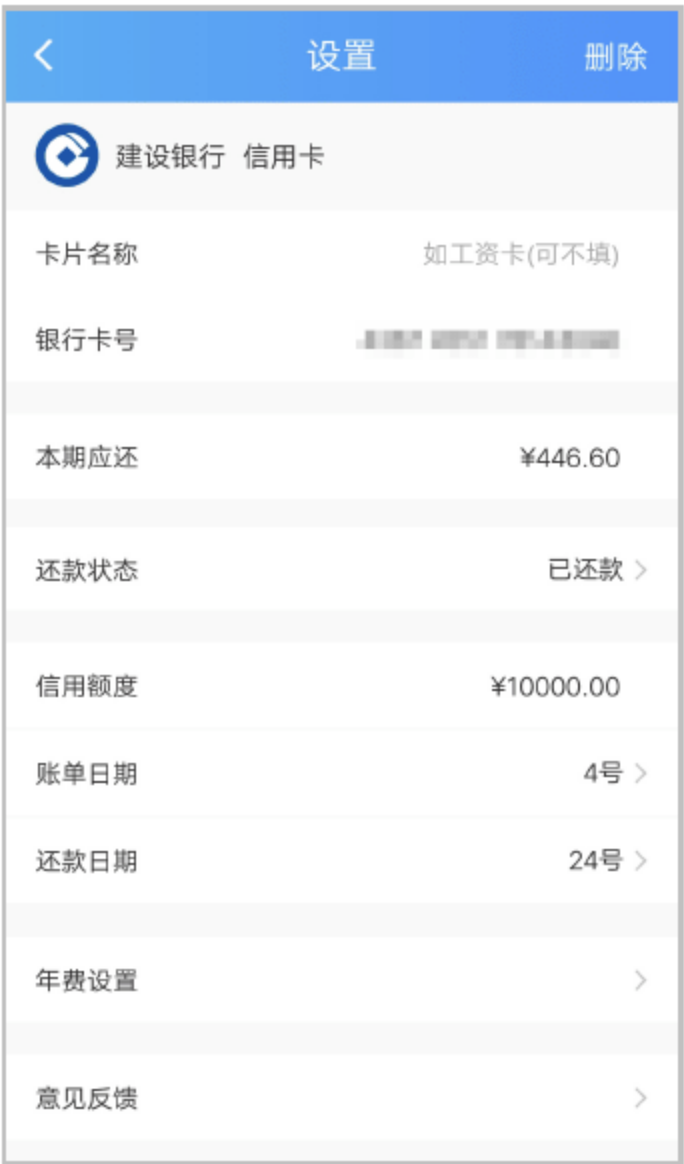 设置 删除
建设银行 信用卡
卡片名称 如工资卡(可不填)
银行卡号
本期应还 ¥446.60
还款状态 已还款
信用额度 ¥10000.00
账单日期 4号
还款日期 24号
年费设置
意见反馈